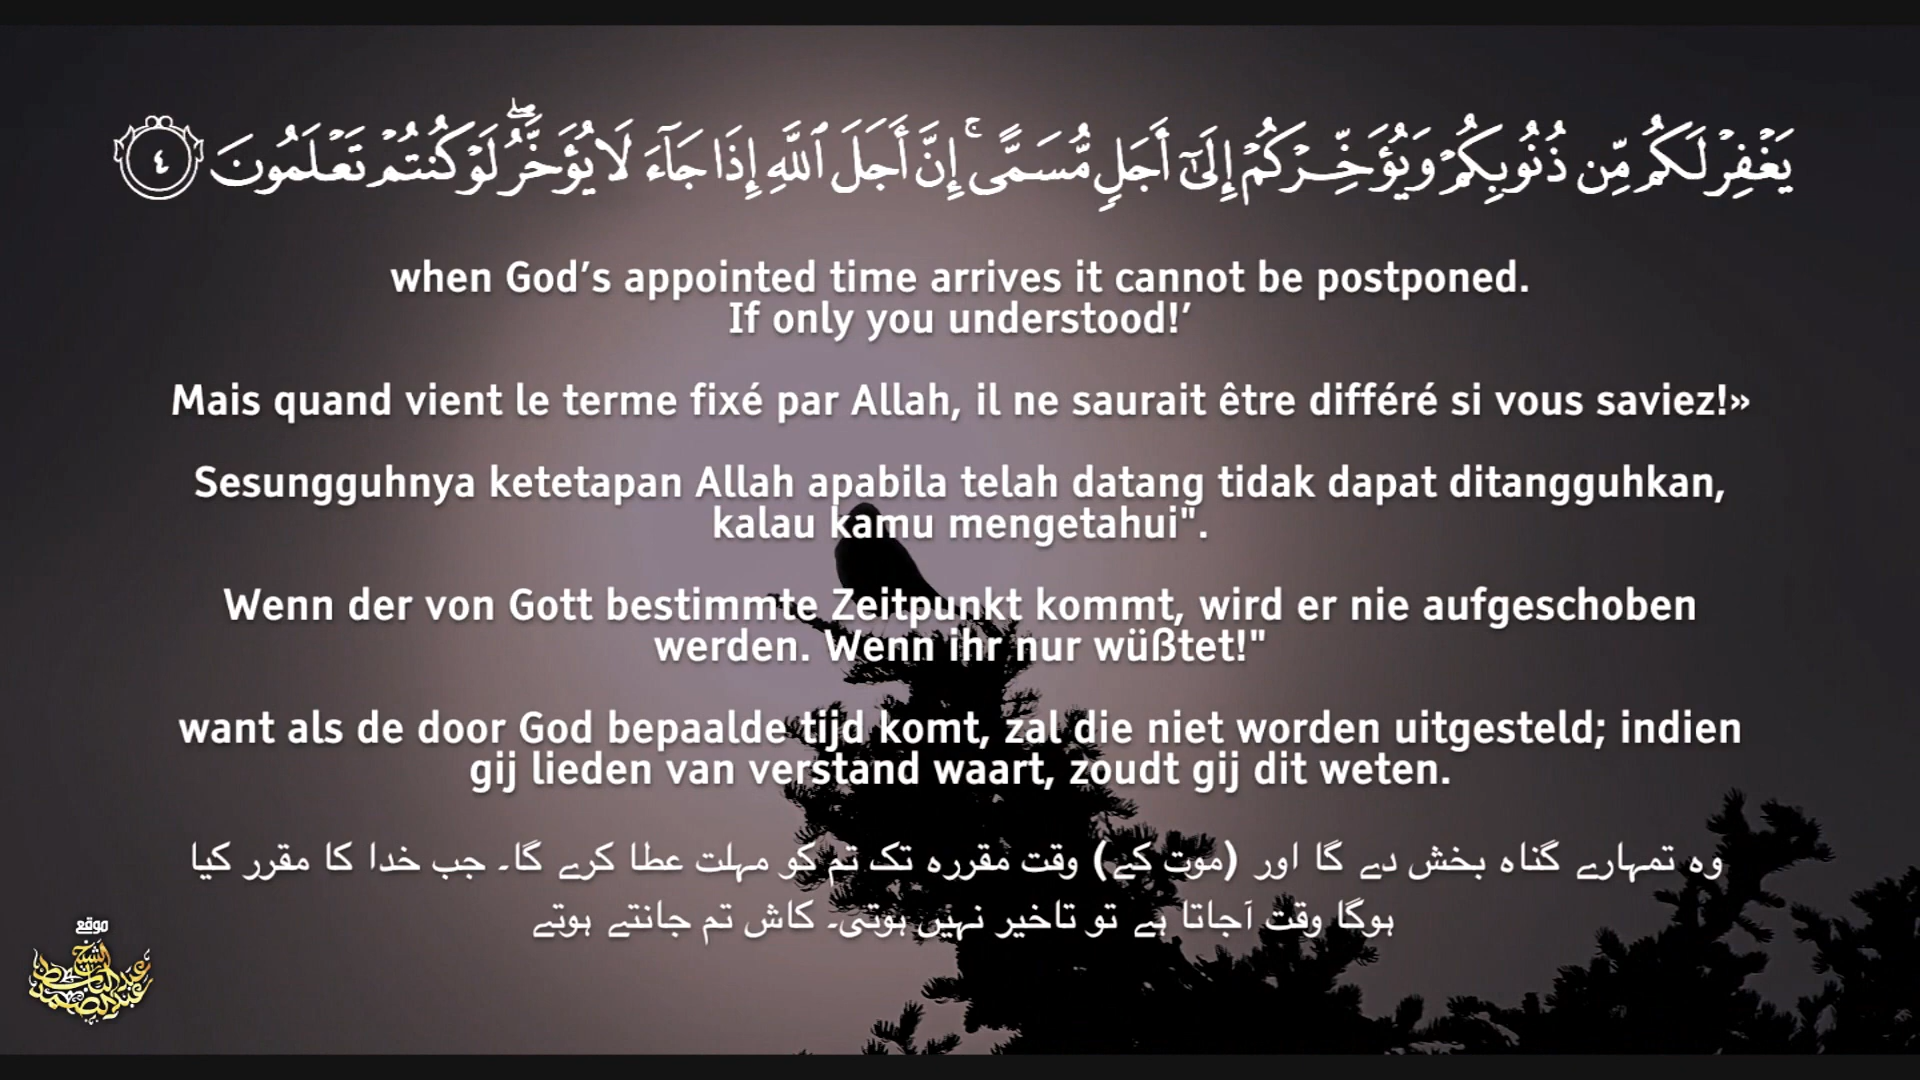 يَغْفِرْ لَكُم مِّن ذُنُوبِكُمْ وَيُؤَخِّرْكُمْ إِلَىٰٓ أَجَلٍ مُّسَمًّى ۚ إِنَّ أَجَلَ ٱللَّهِ إِذَا جَآءَ لَا يُؤَخَّرُ ۖ لَوْ كُنتُمْ تَعْلَمُونَ ٤
when God’s appointed time arrives it cannot be postponed.
If only you understood!’
Mais quand vient le terme fixé par Allah, il ne saurait être différé si vous saviez!»
Sesungguhnya ketetapan Allah apabila telah datang tidak dapat ditangguhkan,
kalau kamu mengetahui".
Wenn der von Gott bestimmte Zeitpunkt kommt, wird er nie aufgeschoben
werden. Wenn ihr nur wüßtet!"
want als de door God bepaalde tijd komt, zal die niet worden uitgesteld; indien
gij lieden van verstand waart, zoudt gij dit weten.
وہ تمہارے گناہ بخش دے گا اور (موت کے) وقت مقررہ تک تم کو مہلت عطا کرے گا۔ جب خدا کا مقرر کیا
ہوگا وقت آجاتا ہے تو تاخیر نہیں ہوتی۔ کاش تم جانتے ہوتے
موقع
الشيخ
عبدالباسط
عبدالصمد